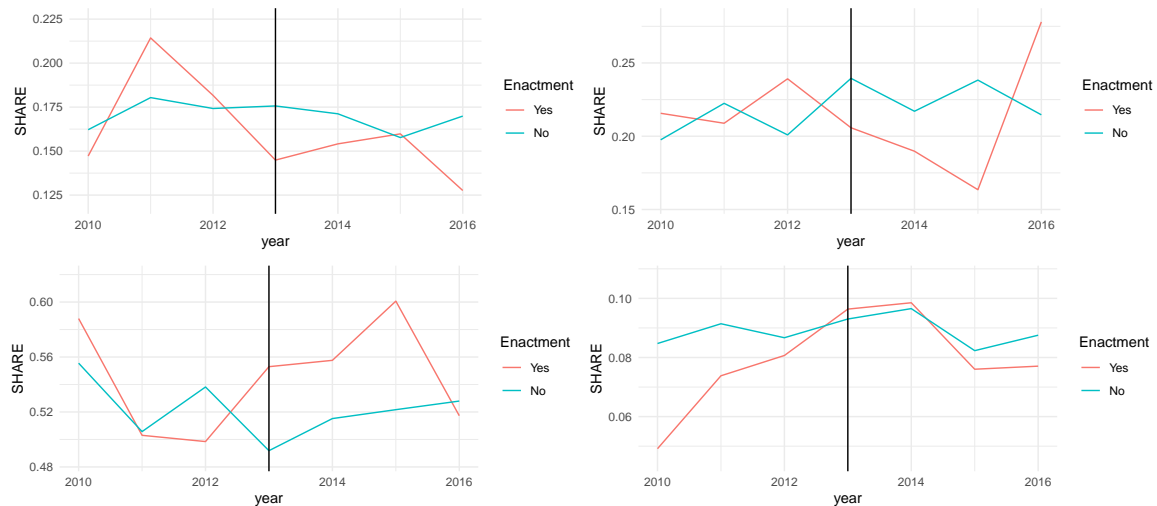 0.225
0.200
0.175
0.150
0.125
SHARE
2010
2012
2014
2016
year
Enactment
Yes
No
0.25
0.20
0.15
SHARE
2010
2012
2014
2016
year
Enactment
Yes
No
0.60
0.56
0.52
0.48
SHARE
2010
2012
2014
2016
year
Enactment
Yes
No
0.10
0.08
0.06
SHARE
2010
2012
2014
2016
year
Enactment
Yes
No